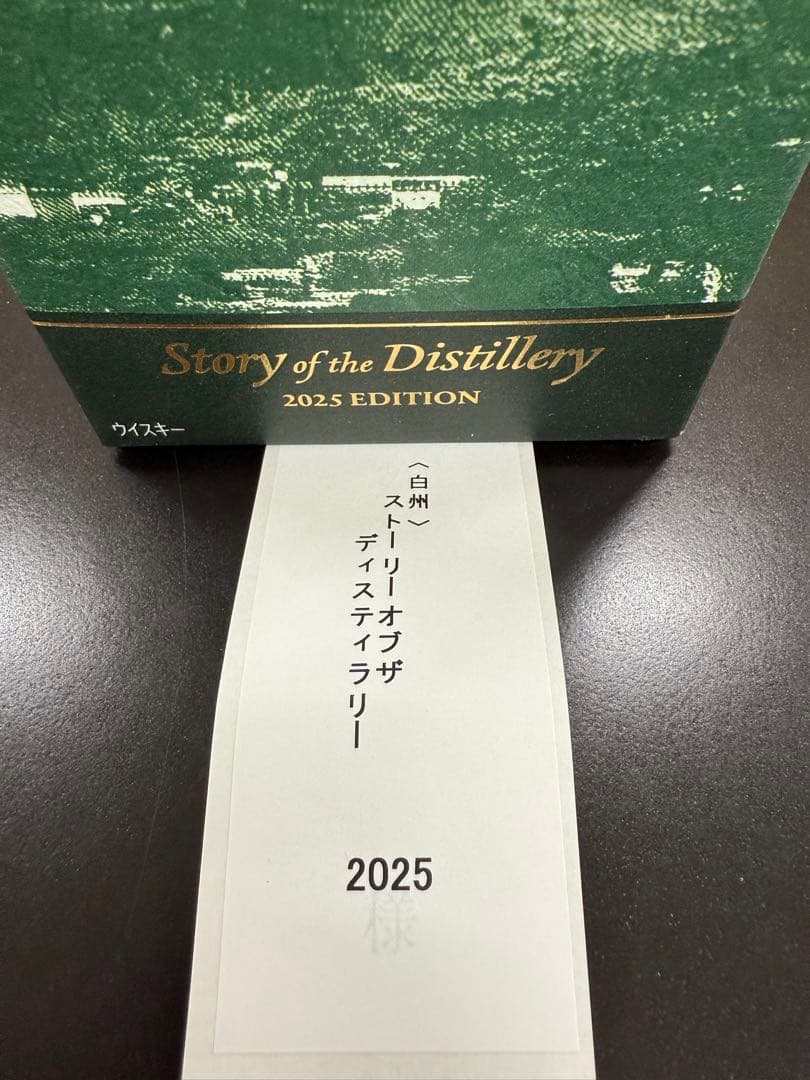 Story of the Distillery
2025 EDITION
ウイスキー
〈白州〉
ストーリーオブザ
ディスティラリー
2025
様